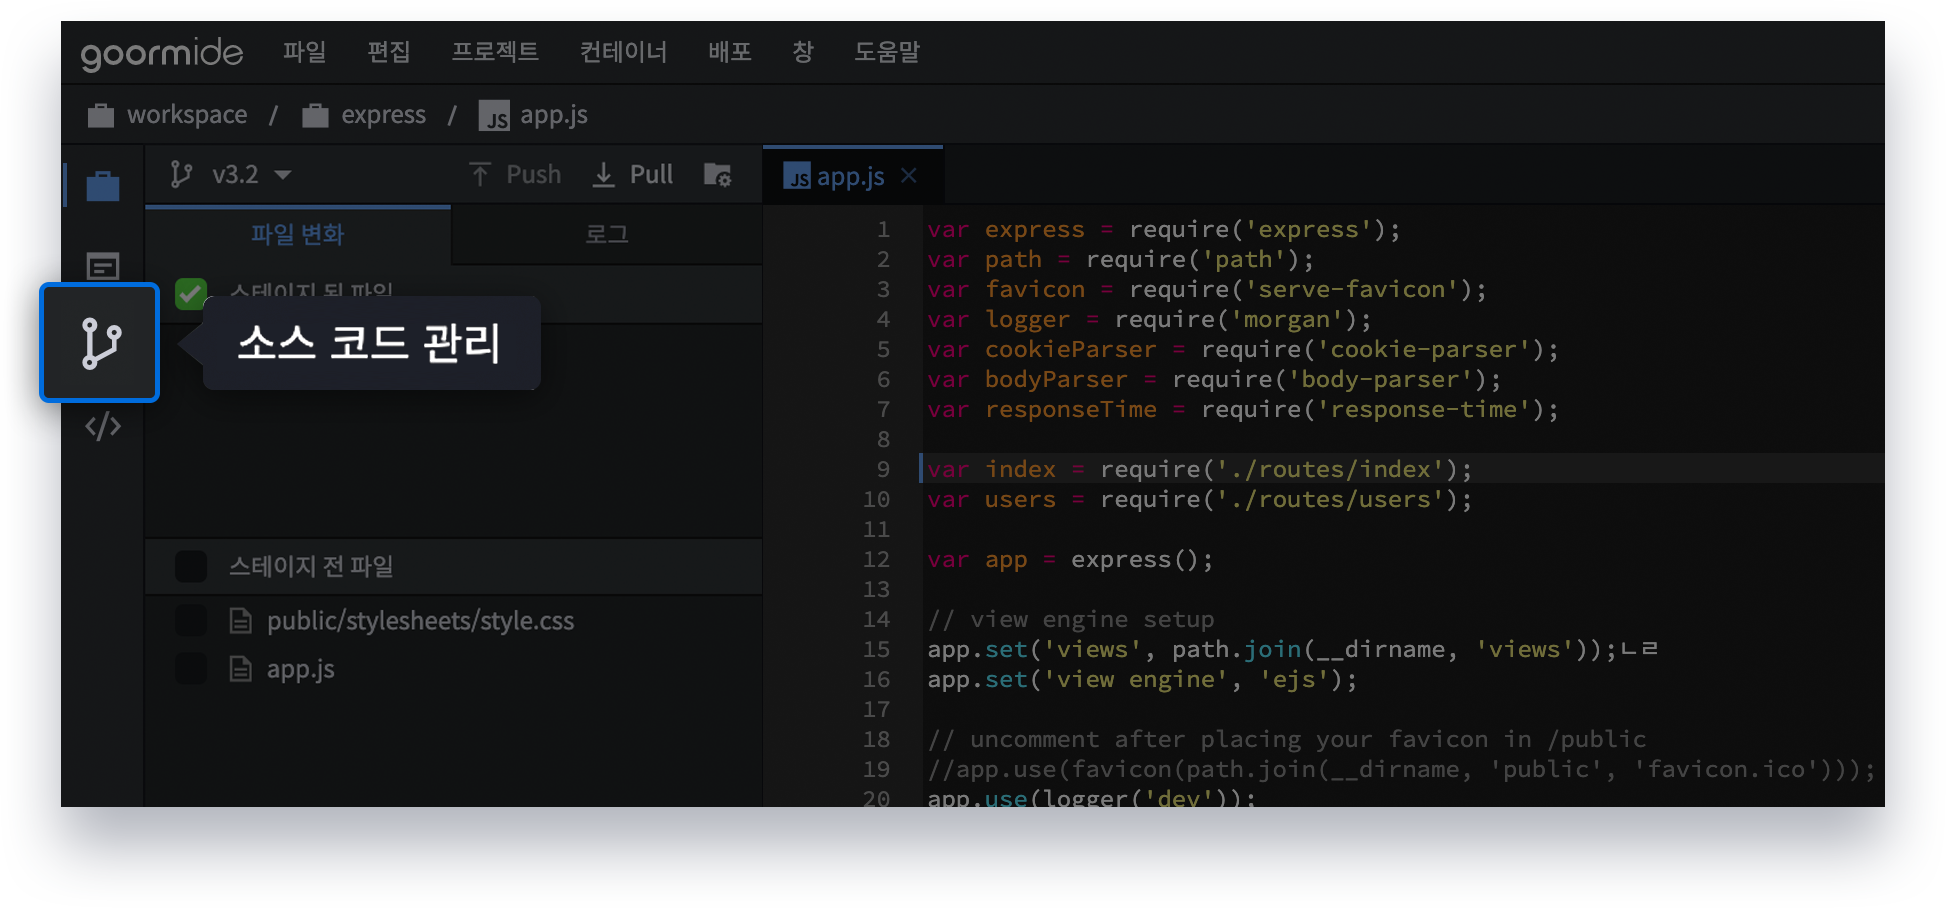 goormide 파일 편집 프로젝트 컨테이너 배포 창 도움말
workspace / express / JS app.js
v3.2 Push Pull
JS app.js
파일 변화 로그
스테이지 된 파일
소스 코드 관리
스테이지 전 파일
public/stylesheets/style.css
app.js
1 var express = require('express');
2 var path = require('path');
3 var favicon = require('serve-favicon');
4 var logger = require('morgan');
5 var cookieParser = require('cookie-parser');
6 var bodyParser = require('body-parser');
7 var responseTime = require('response-time');
8
9 var index = require('./routes/index');
10 var users = require('./routes/users');
11
12 var app = express();
13
14 // view engine setup
15 app.set('views', path.join(__dirname, 'views'));ㄴㄹ
16 app.set('view engine', 'ejs');
17
18 // uncomment after placing your favicon in /public
19 //app.use(favicon(path.join(__dirname, 'public', 'favicon.ico')));
20 app.use(logger('dev'));